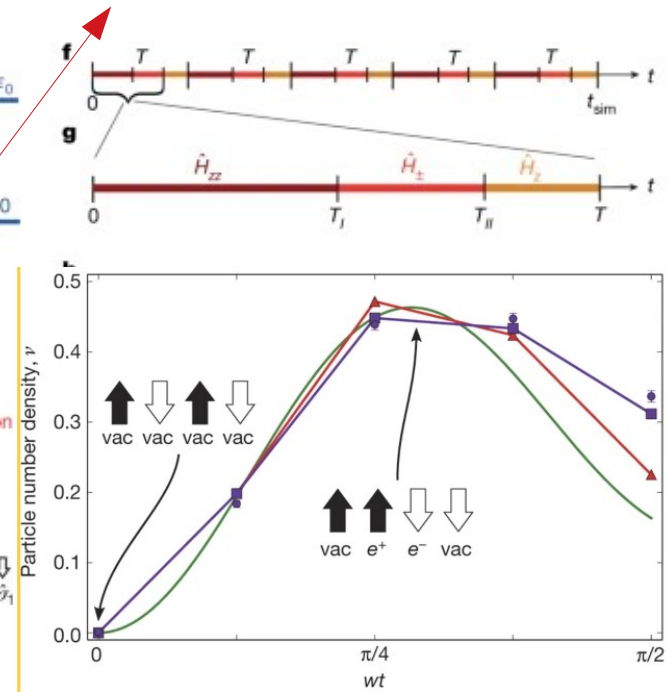 f
T T T T T
t
0
t_sim
g
Ĥ_zz Ĥ_± Ĥ_z
t
0 T_I T_II T
0
Particle number density, ν
0.5
0.4
0.3
0.2
0.1
0.0
vac vac vac vac
vac e⁺ e⁻ vac
0 π/4 π/2
wt